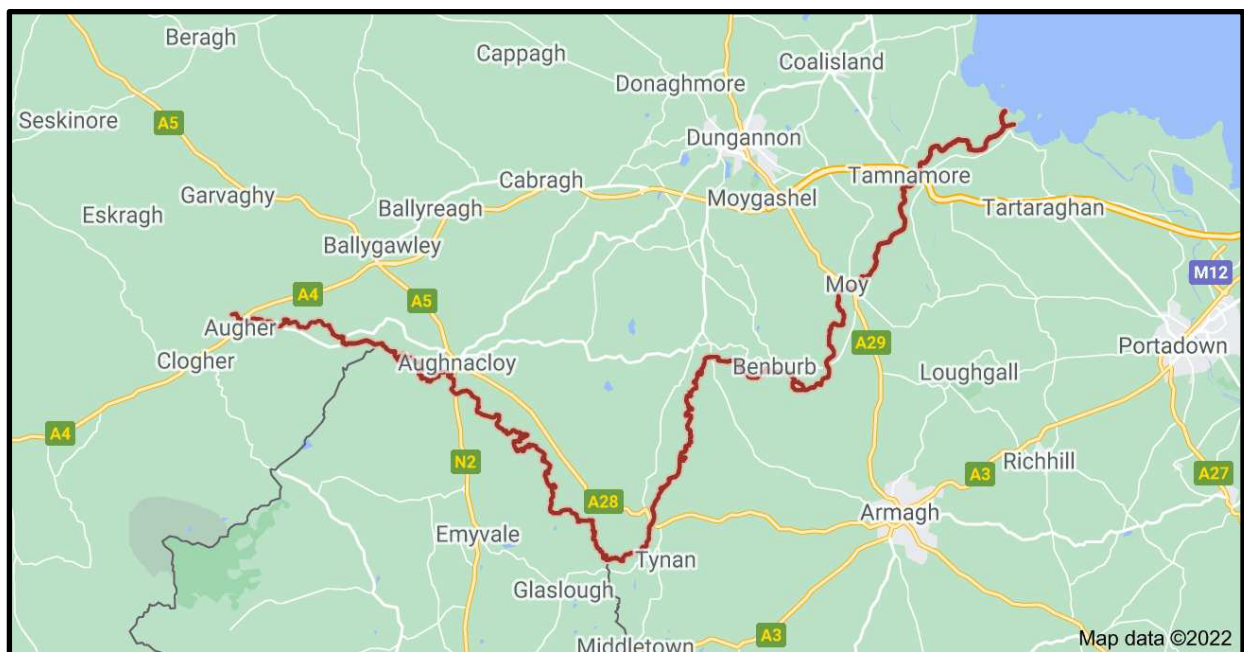 Beragh
Cappagh
Coalisland
Donaghmore
Seskinore
A5
Dungannon
Tamnamore
Cabragh
Garvaghy
Moygashel
Eskragh
Ballyreagh
Tartaraghan
Ballygawley
M12
Moy
A4
A5
Augher
A29
Portadown
Clogher
Aughnacloy
Benburb
Loughgall
A4
N2
Richhill
A3
A27
A28
Armagh
Emyvale
Tynan
Glaslough
A3
Middletown
Map data ©2022